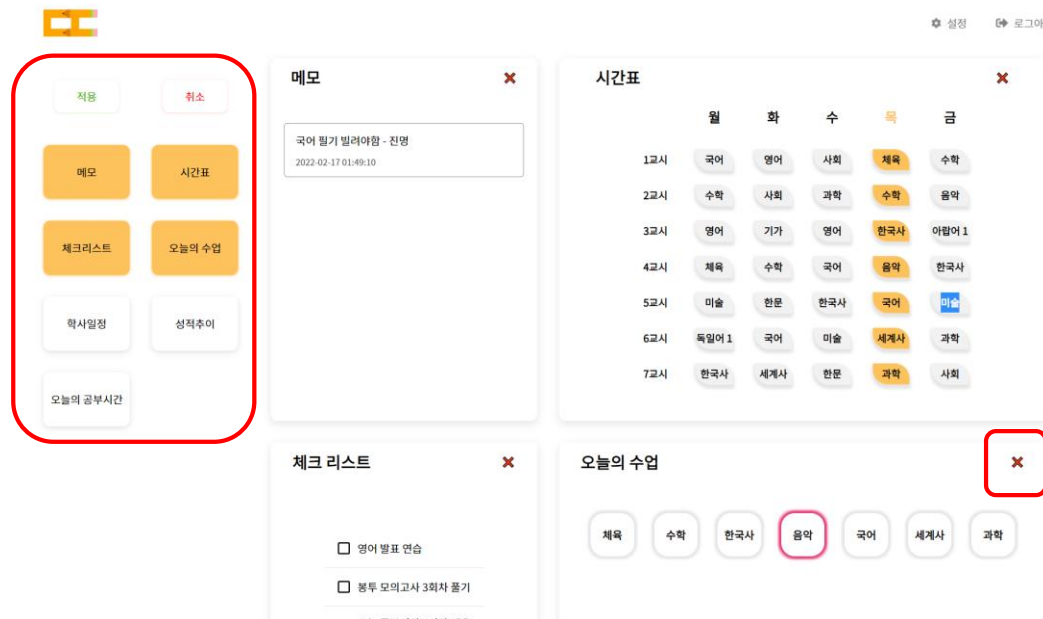 설정 로그아
적용 취소
메모 시간표
체크리스트 오늘의 수업
학사일정 성적추이
오늘의 공부시간
메모
국어 필기 빌려야함 - 진명
2022-02-17 01:49:10
시간표
월 화 수 목 금
1교시 국어 영어 사회 체육 수학
2교시 수학 사회 과학 수학 음악
3교시 영어 기가 영어 한국사 아랍어 1
4교시 체육 수학 국어 음악 한국사
5교시 미술 한문 한국사 국어 미술
6교시 독일어 1 국어 미술 세계사 과학
7교시 한국사 세계사 한문 과학 사회
체크 리스트
영어 발표 연습
봉투 모의고사 3회차 풀기
오늘의 수업
체육 수학 한국사 음악 국어 세계사 과학